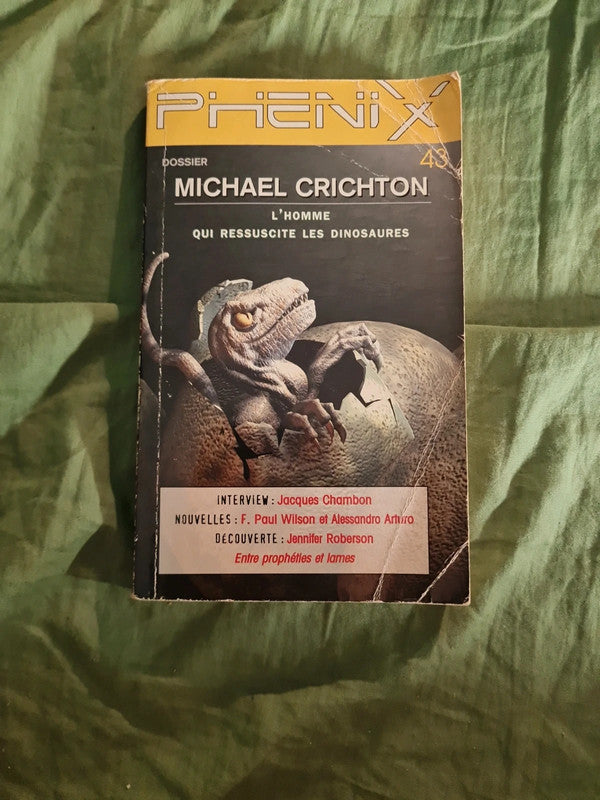 PHENIX
DOSSIER
43
MICHAEL CRICHTON
L'HOMME
QUI RESSUSCITE LES DINOSAURES
INTERVIEW : Jacques Chambon
NOUVELLES : F. Paul Wilson et Alessandro Arturo
DÉCOUVERTE : Jennifer Roberson
Entre prophéties et lames